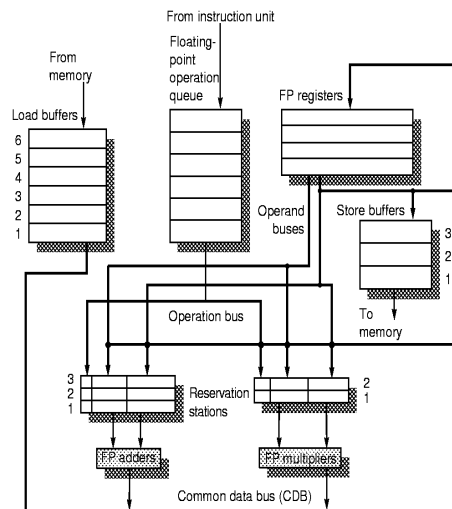 From instruction unit
From
memory
Floating-
point
operation
queue
FP registers
Load buffers
6
5
4
3
2
1
Operand
buses
Store buffers
3
2
1
To
memory
Operation bus
3
2
1
Reservation
stations
2
1
FP adders
FP multipliers
Common data bus (CDB)